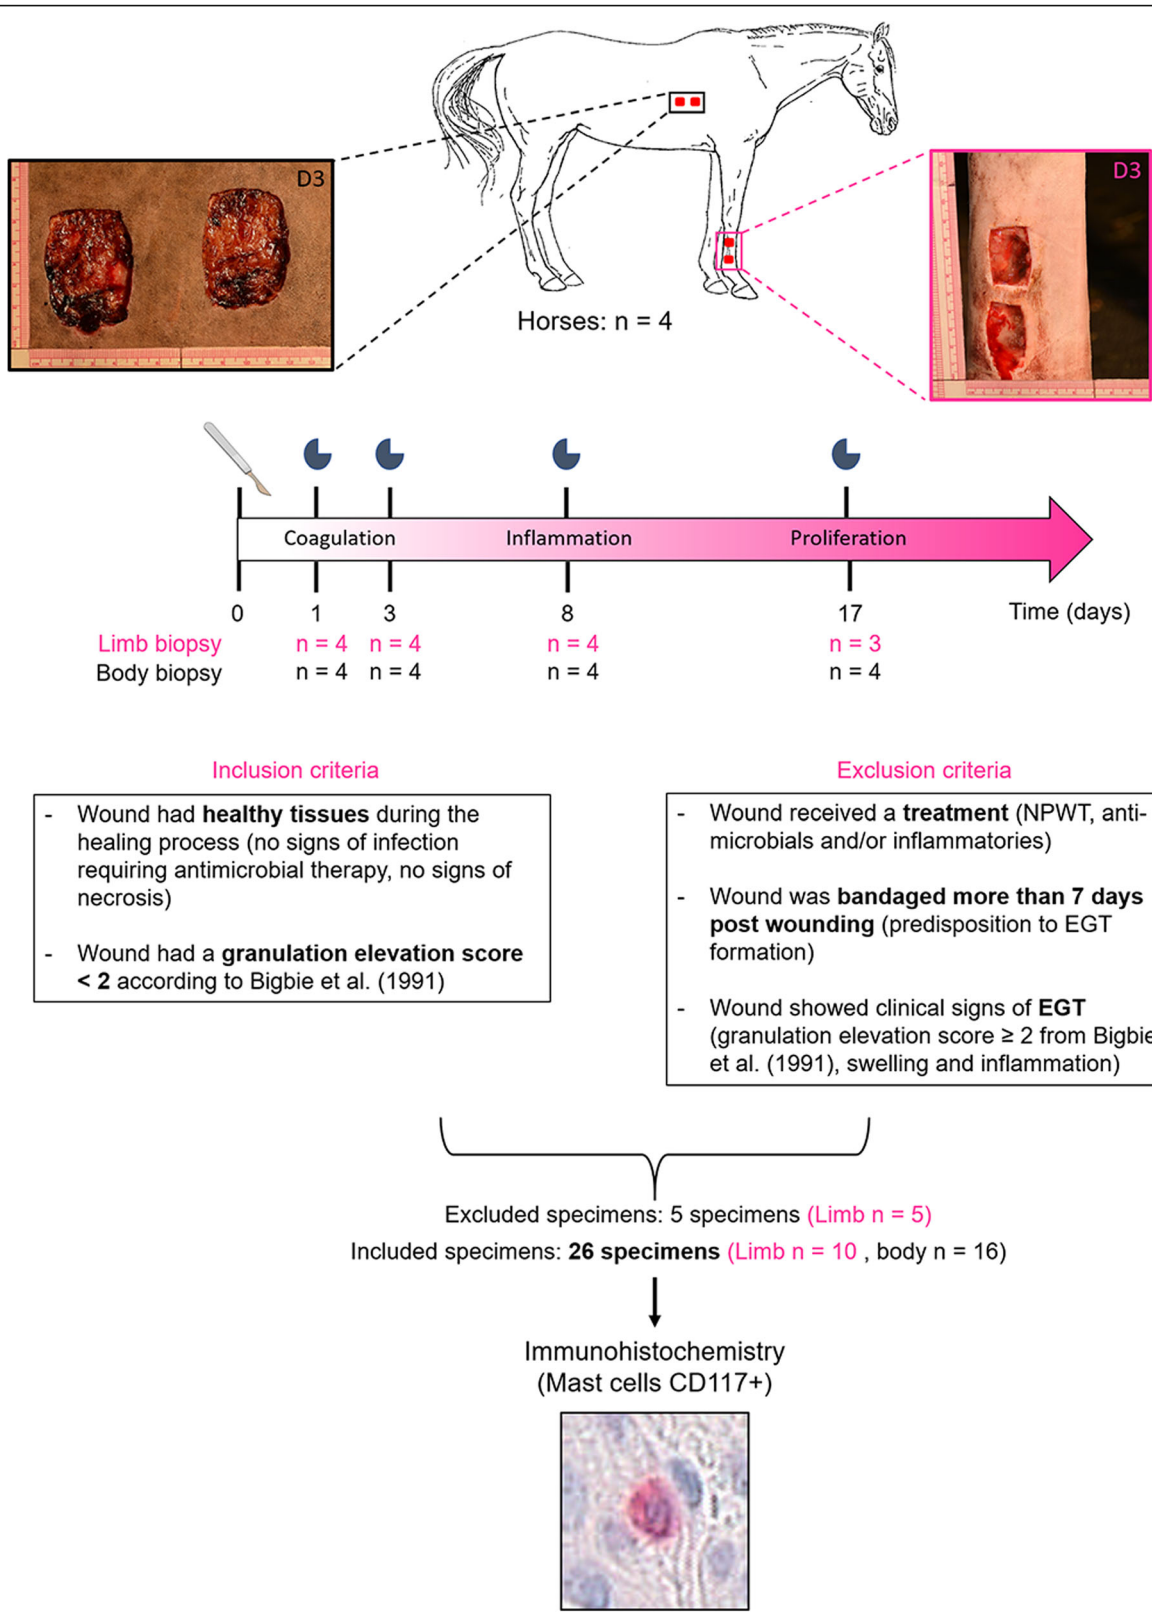 D3
D3
Horses: n = 4
Coagulation
Inflammation
Proliferation
0
1
3
8
17
Time (days)
Limb biopsy
n = 4
n = 4
n = 4
n = 3
Body biopsy
n = 4
n = 4
n = 4
n = 4
Inclusion criteria
- Wound had healthy tissues during the
healing process (no signs of infection
requiring antimicrobial therapy, no signs of
necrosis)
- Wound had a granulation elevation score
< 2 according to Bigbie et al. (1991)
Exclusion criteria
- Wound received a treatment (NPWT, anti-
microbials and/or inflammatories)
- Wound was bandaged more than 7 days
post wounding (predisposition to EGT
formation)
- Wound showed clinical signs of EGT
(granulation elevation score ≥ 2 from Bigbie
et al. (1991), swelling and inflammation)
Excluded specimens: 5 specimens (Limb n = 5)
Included specimens: 26 specimens (Limb n = 10 , body n = 16)
Immunohistochemistry
(Mast cells CD117+)